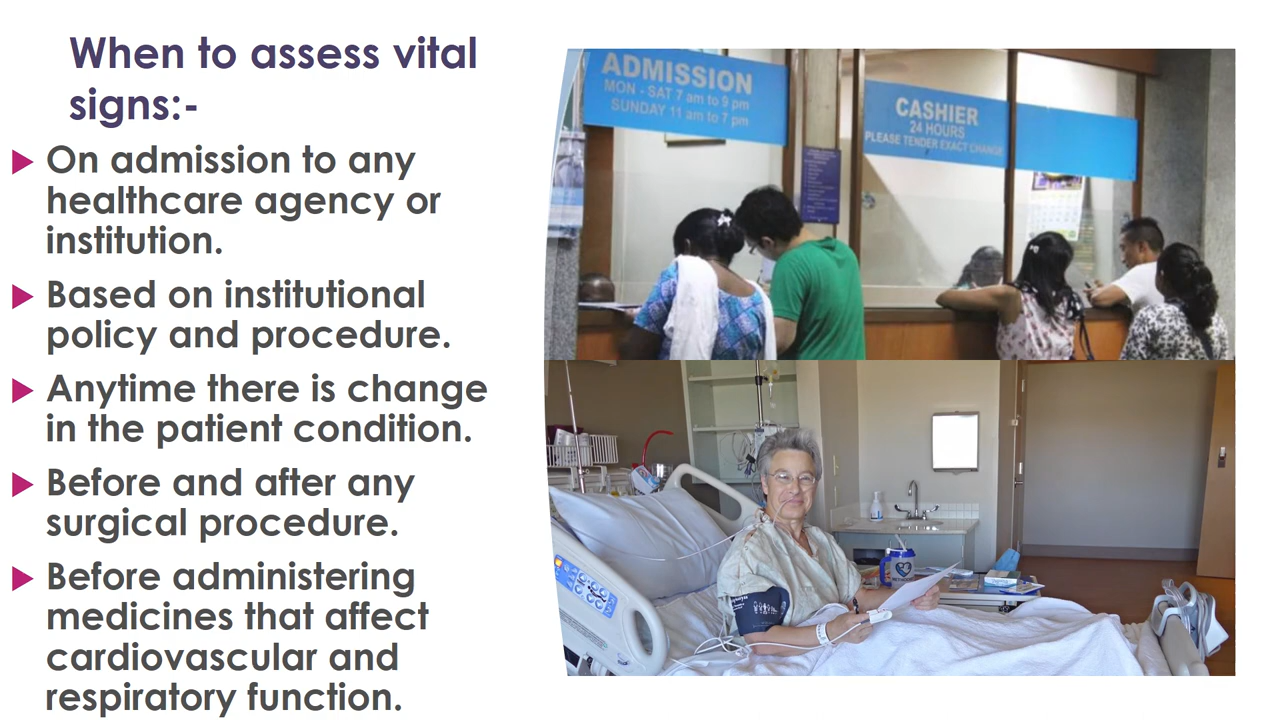 When to assess vital
signs:-
On admission to any
healthcare agency or
institution.
Based on institutional
policy and procedure.
Anytime there is change
in the patient condition.
Before and after any
surgical procedure.
Before administering
medicines that affect
cardiovascular and
respiratory function.
ADMISSION
MON - SAT 7 am to 9 pm
SUNDAY 11 am to 7 pm
CASHIER
24 HOURS
PLEASE TENDER EXACT CHANGE